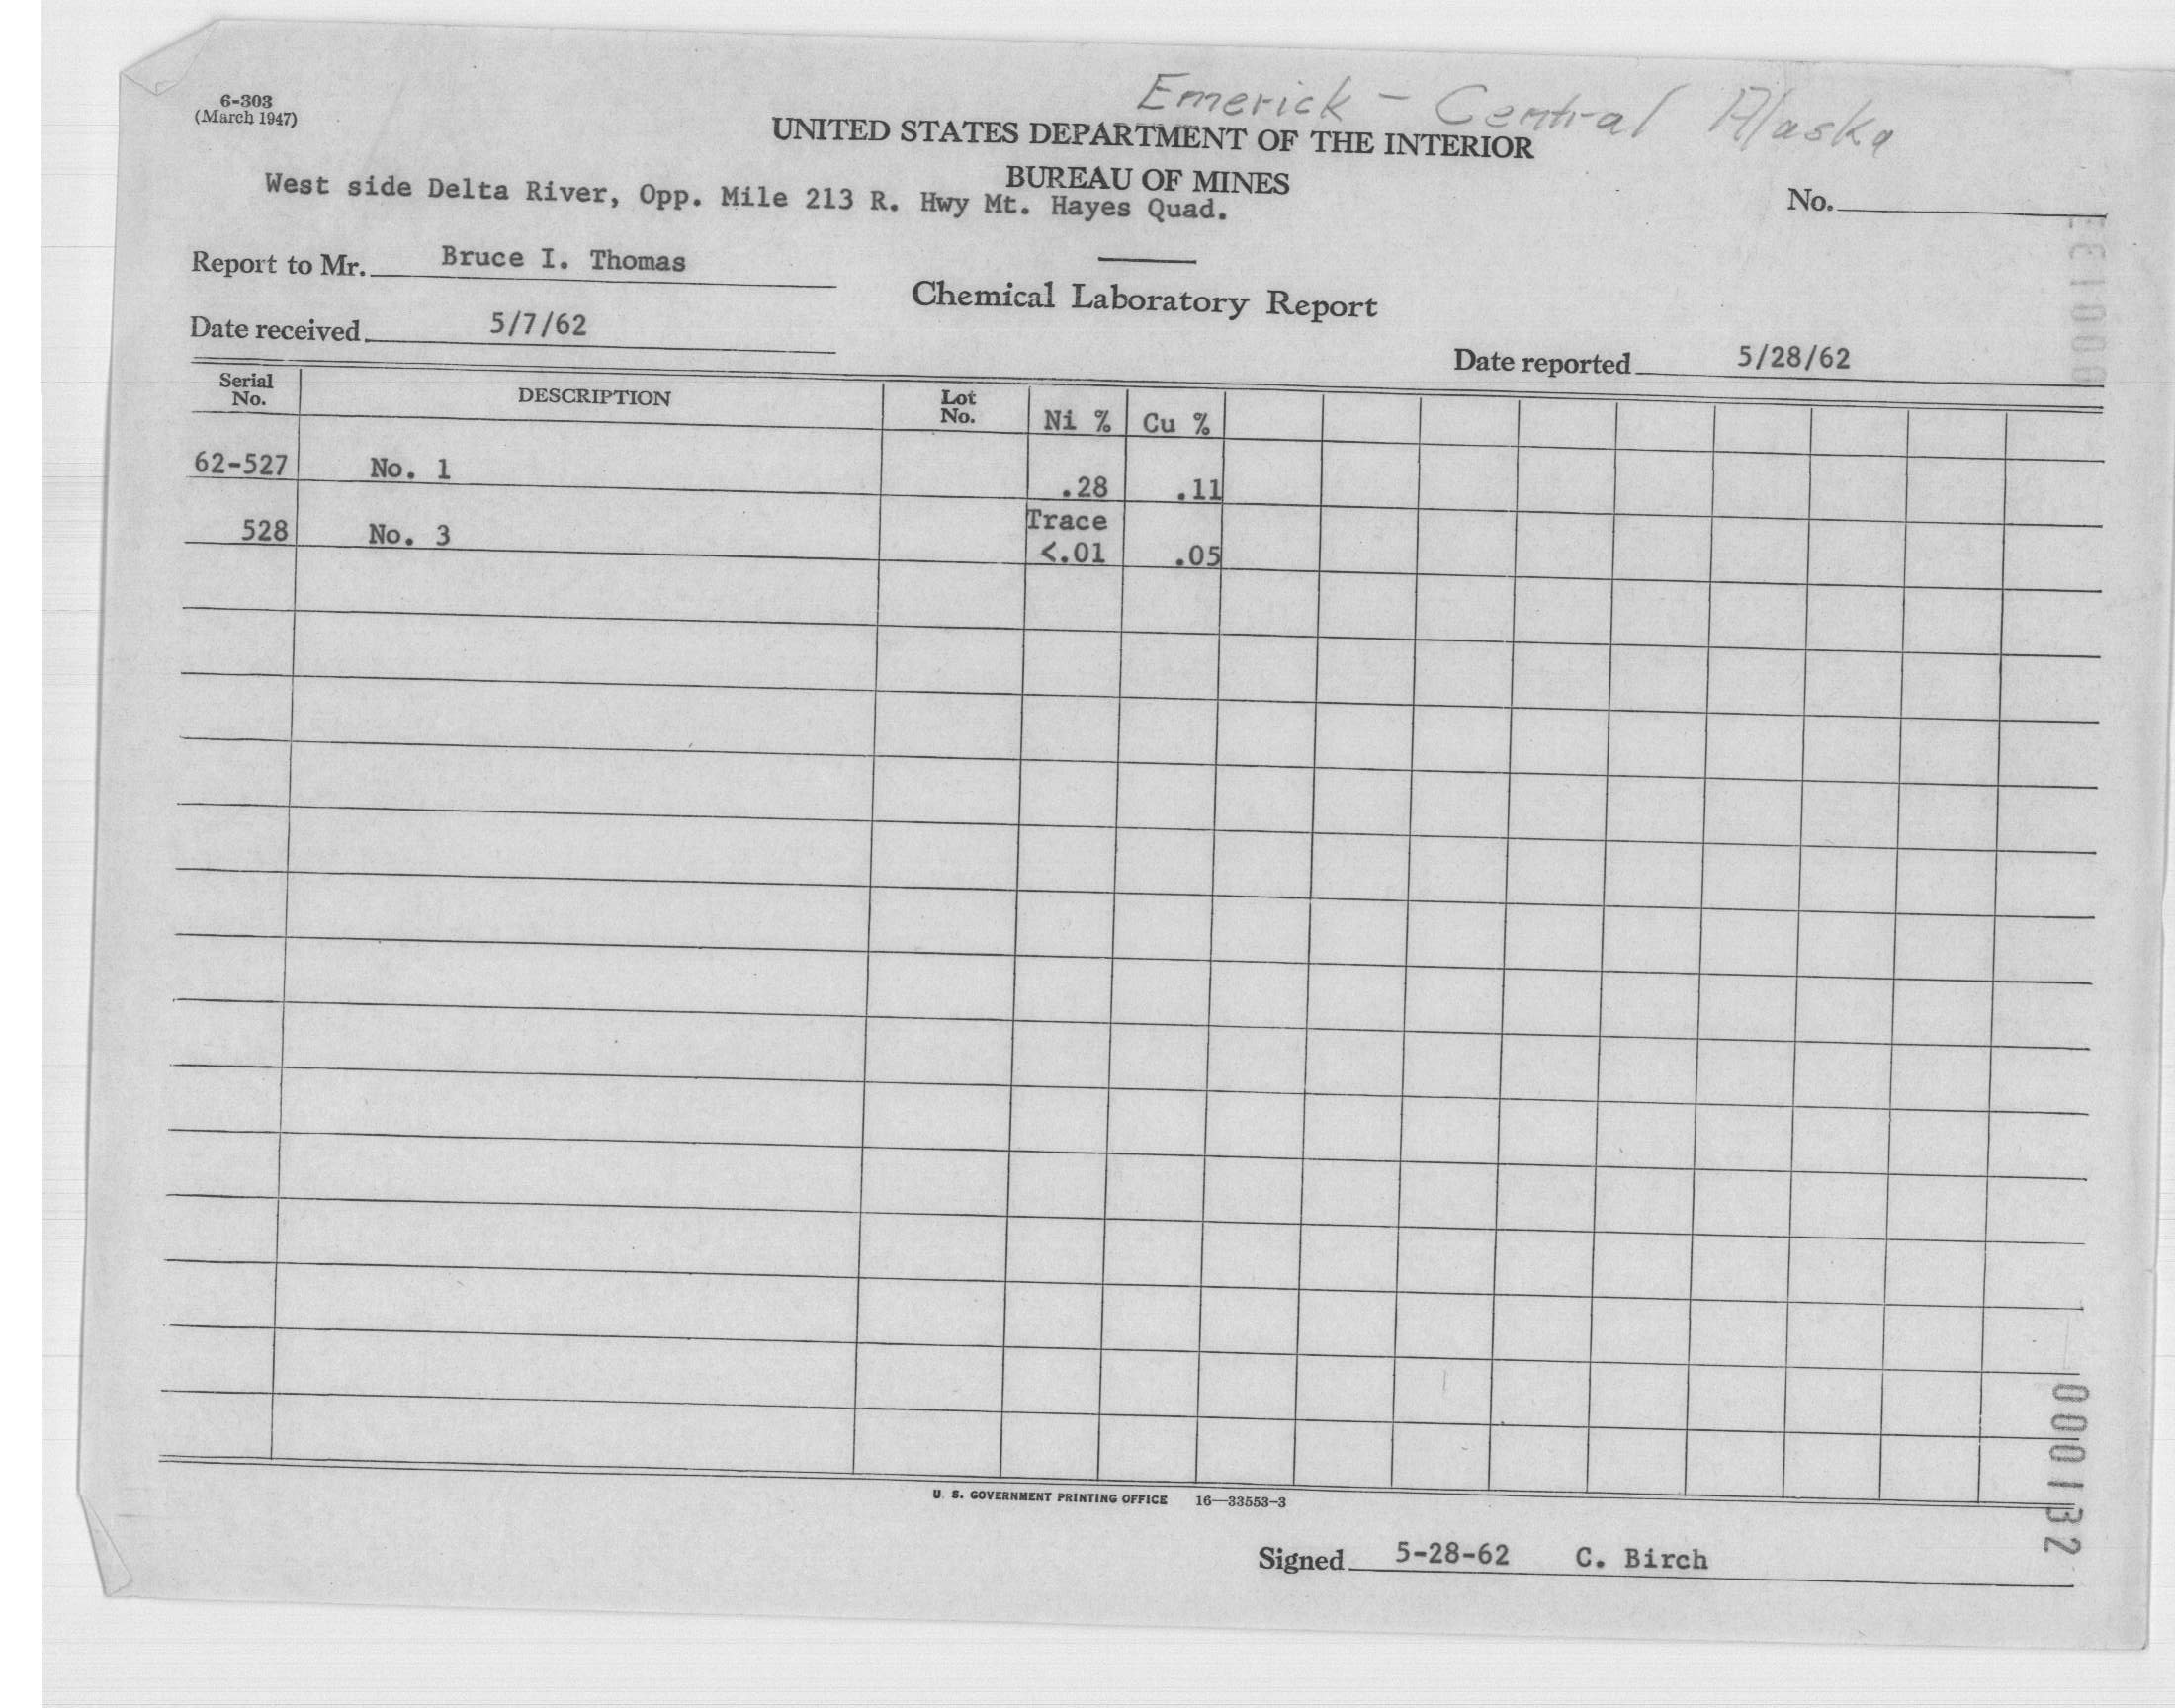 Emerick - Central Alaska
6-303
(March 1947)
UNITED STATES DEPARTMENT OF THE INTERIOR
BUREAU OF MINES
West side Delta River, Opp. Mile 213 R. Hwy Mt. Hayes Quad.
No.
Report to Mr. Bruce I. Thomas
Chemical Laboratory Report
Date received 5/7/62
Date reported 5/28/62
Serial No. DESCRIPTION Lot No. Ni % Cu %
62-527 No. 1 .28 .11
528 No. 3 Trace <.01 .05
U. S. GOVERNMENT PRINTING OFFICE 16—33553-3
Signed 5-28-62 C. Birch
000132